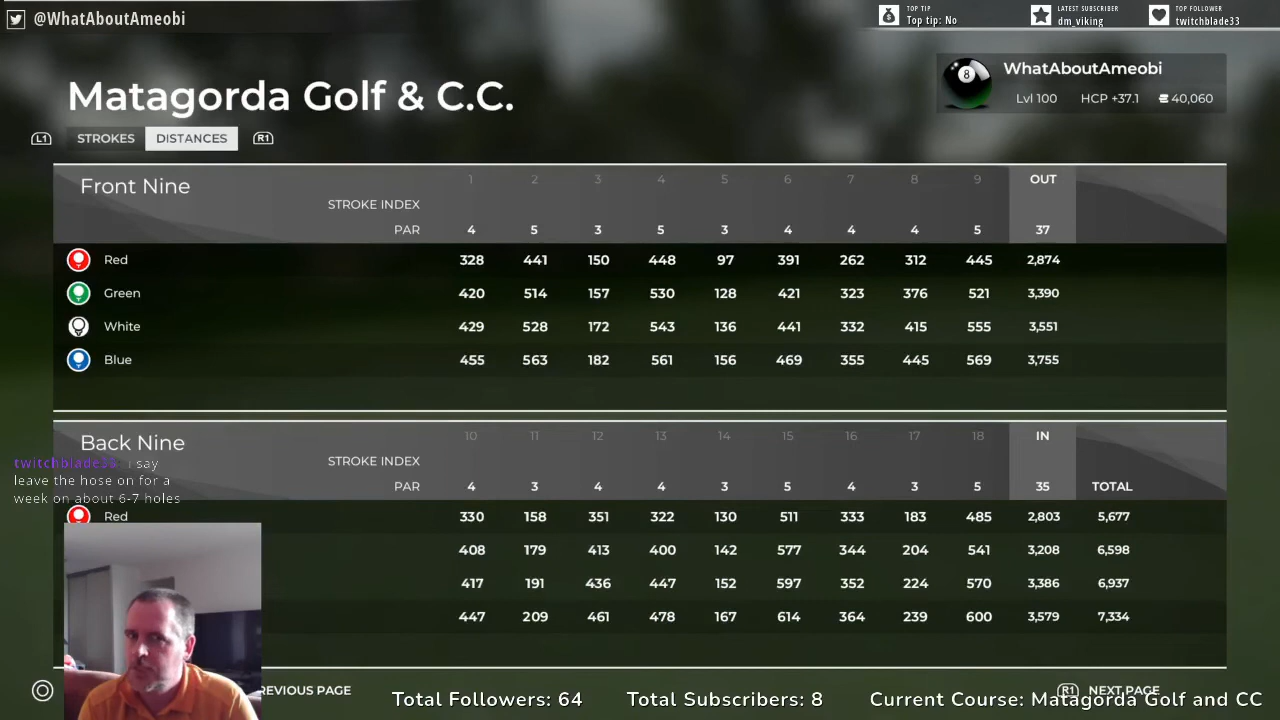 @WhatAboutAmeobi
TOP TIP
Top tip: No
LATEST SUBSCRIBER
dm_viking
TOP FOLLOWER
twitchblade33
Matagorda Golf & C.C.
8
WhatAboutAmeobi
Lvl 100 HCP +37.1 40,060
L1 STROKES DISTANCES R1
Front Nine
1 2 3 4 5 6 7 8 9 OUT
STROKE INDEX
PAR 4 5 3 5 3 4 4 4 5 37
Red 328 441 150 448 97 391 262 312 445 2,874
Green 420 514 157 530 128 421 323 376 521 3,390
White 429 528 172 543 136 441 332 415 555 3,551
Blue 455 563 182 561 156 469 355 445 569 3,755
Back Nine
10 11 12 13 14 15 16 17 18 IN
STROKE INDEX
PAR 4 3 4 4 3 5 4 3 5 35 TOTAL
twitchblade33: i say
leave the hose on for a
week on about 6-7 holes
Red 330 158 351 322 130 511 333 183 485 2,803 5,677
408 179 413 400 142 577 344 204 541 3,208 6,598
417 191 436 447 152 597 352 224 570 3,386 6,937
447 209 461 478 167 614 364 239 600 3,579 7,334
REVIOUS PAGE
R1 NEXT PAGE
Total Followers: 64 Total Subscribers: 8 Current Course: Matagorda Golf and CC